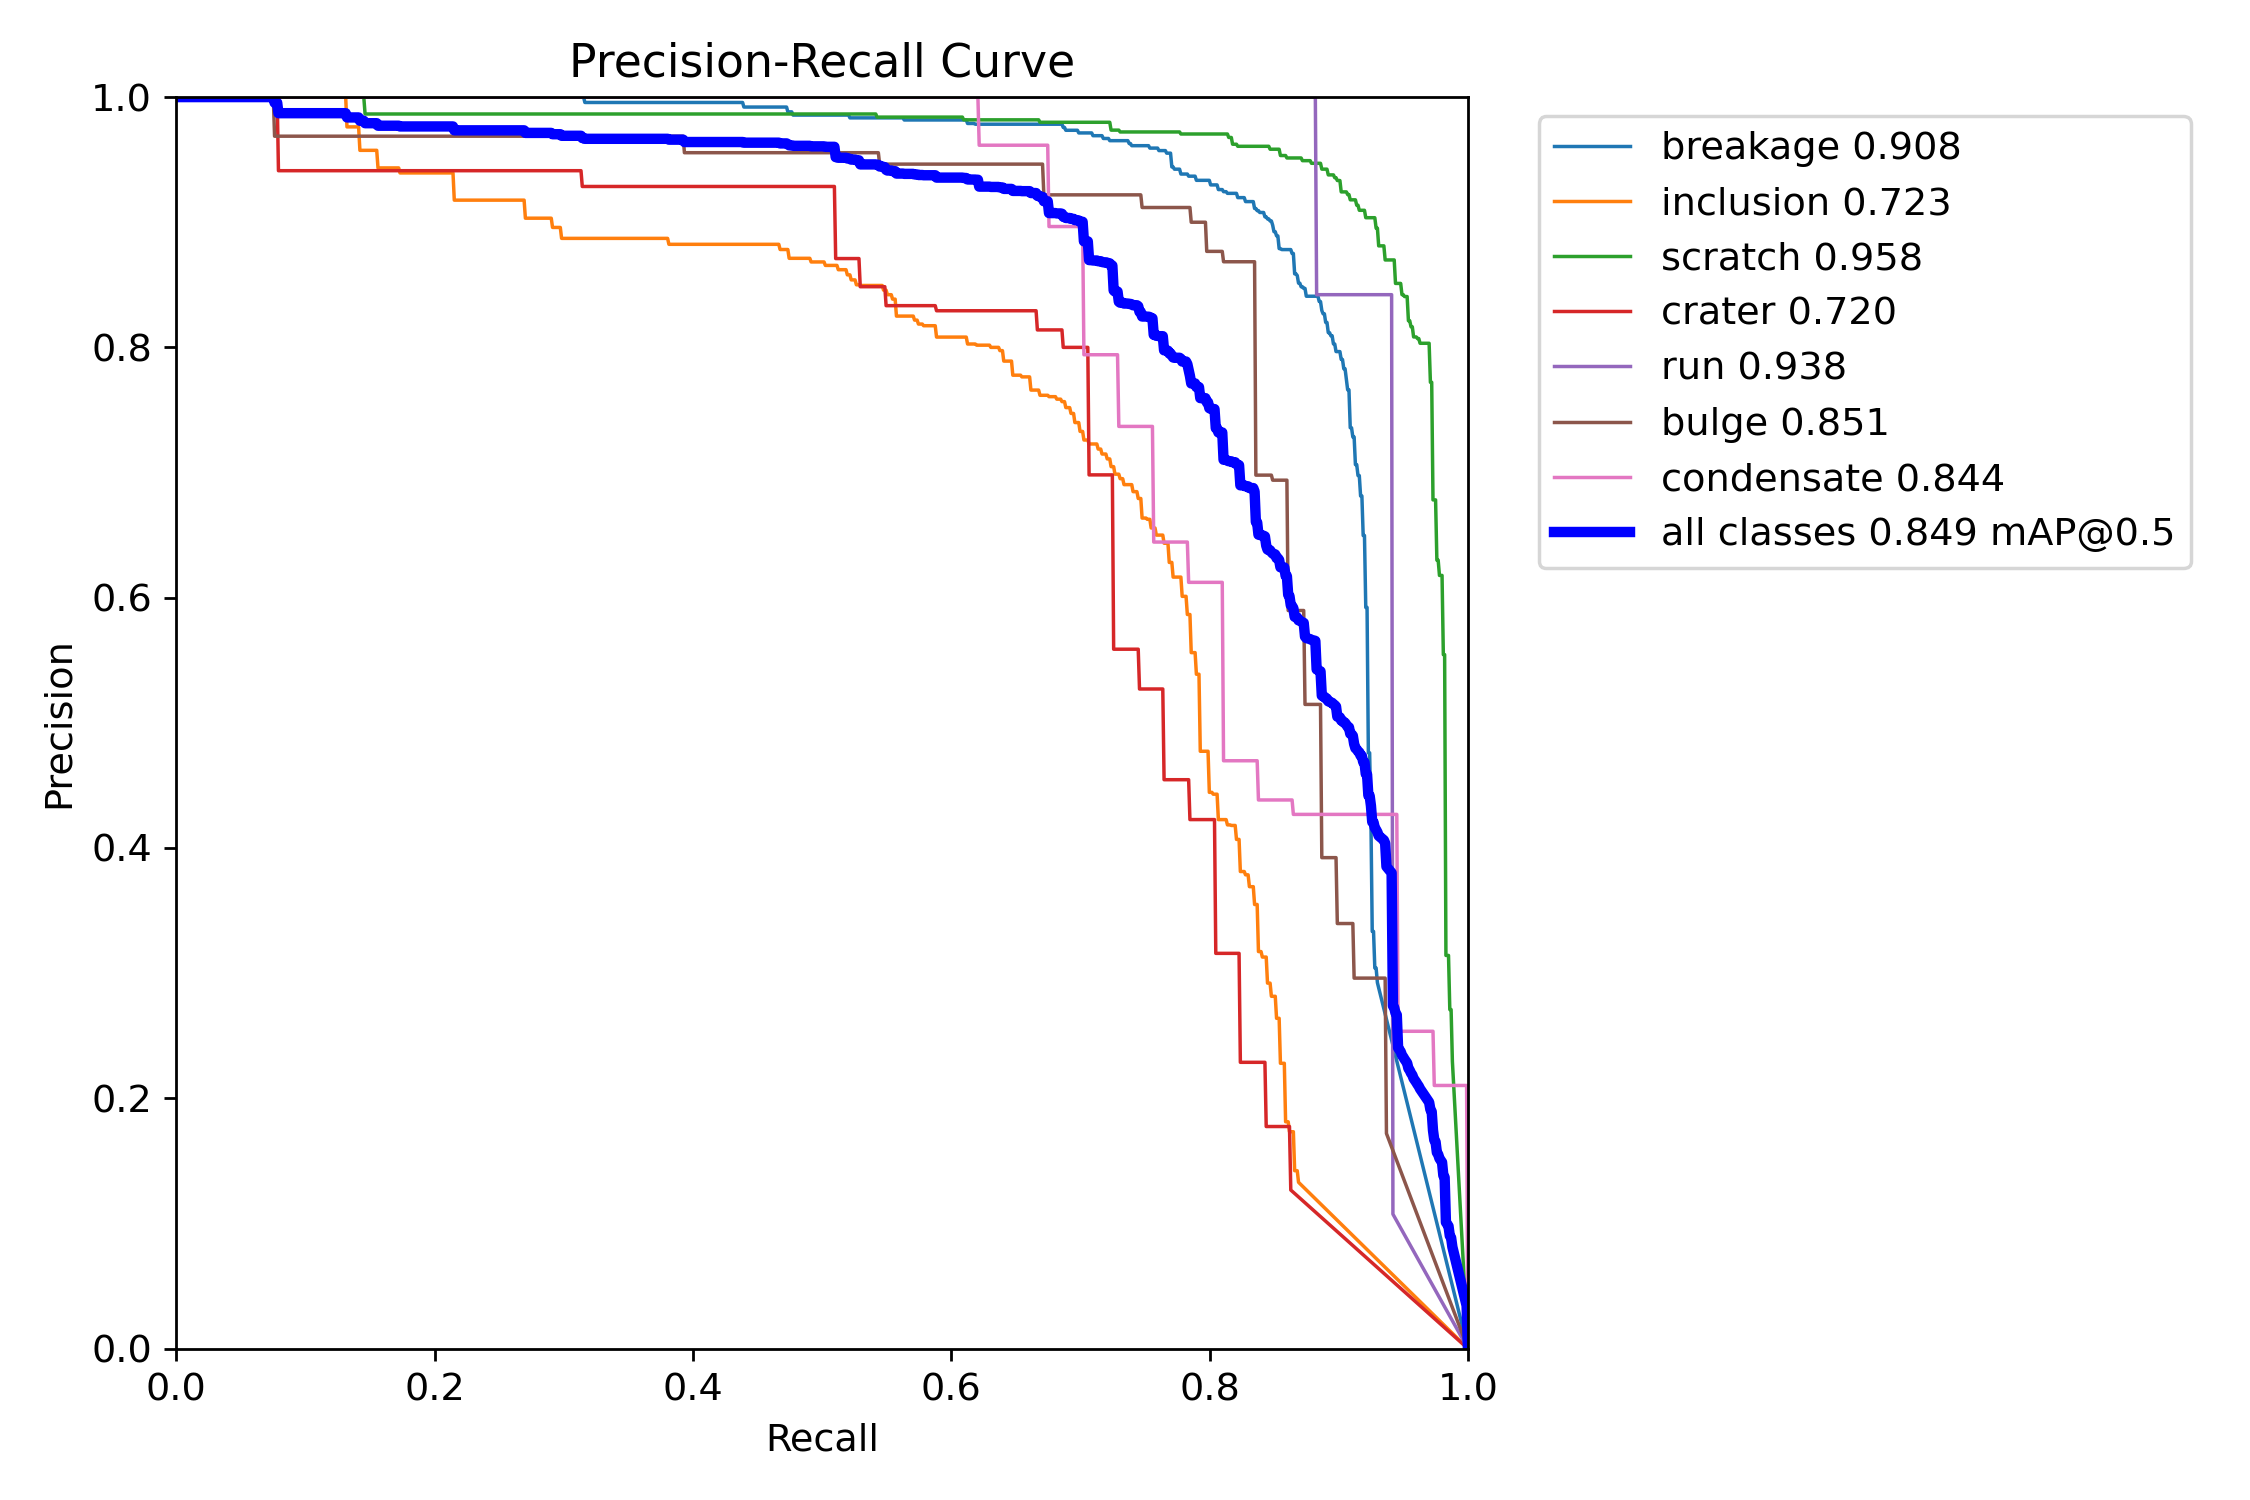 Precision-Recall Curve
1.0
0.8
0.6
0.4
0.2
0.0
Precision
0.0 0.2 0.4 0.6 0.8 1.0
Recall
breakage 0.908
inclusion 0.723
scratch 0.958
crater 0.720
run 0.938
bulge 0.851
condensate 0.844
all classes 0.849 mAP@0.5